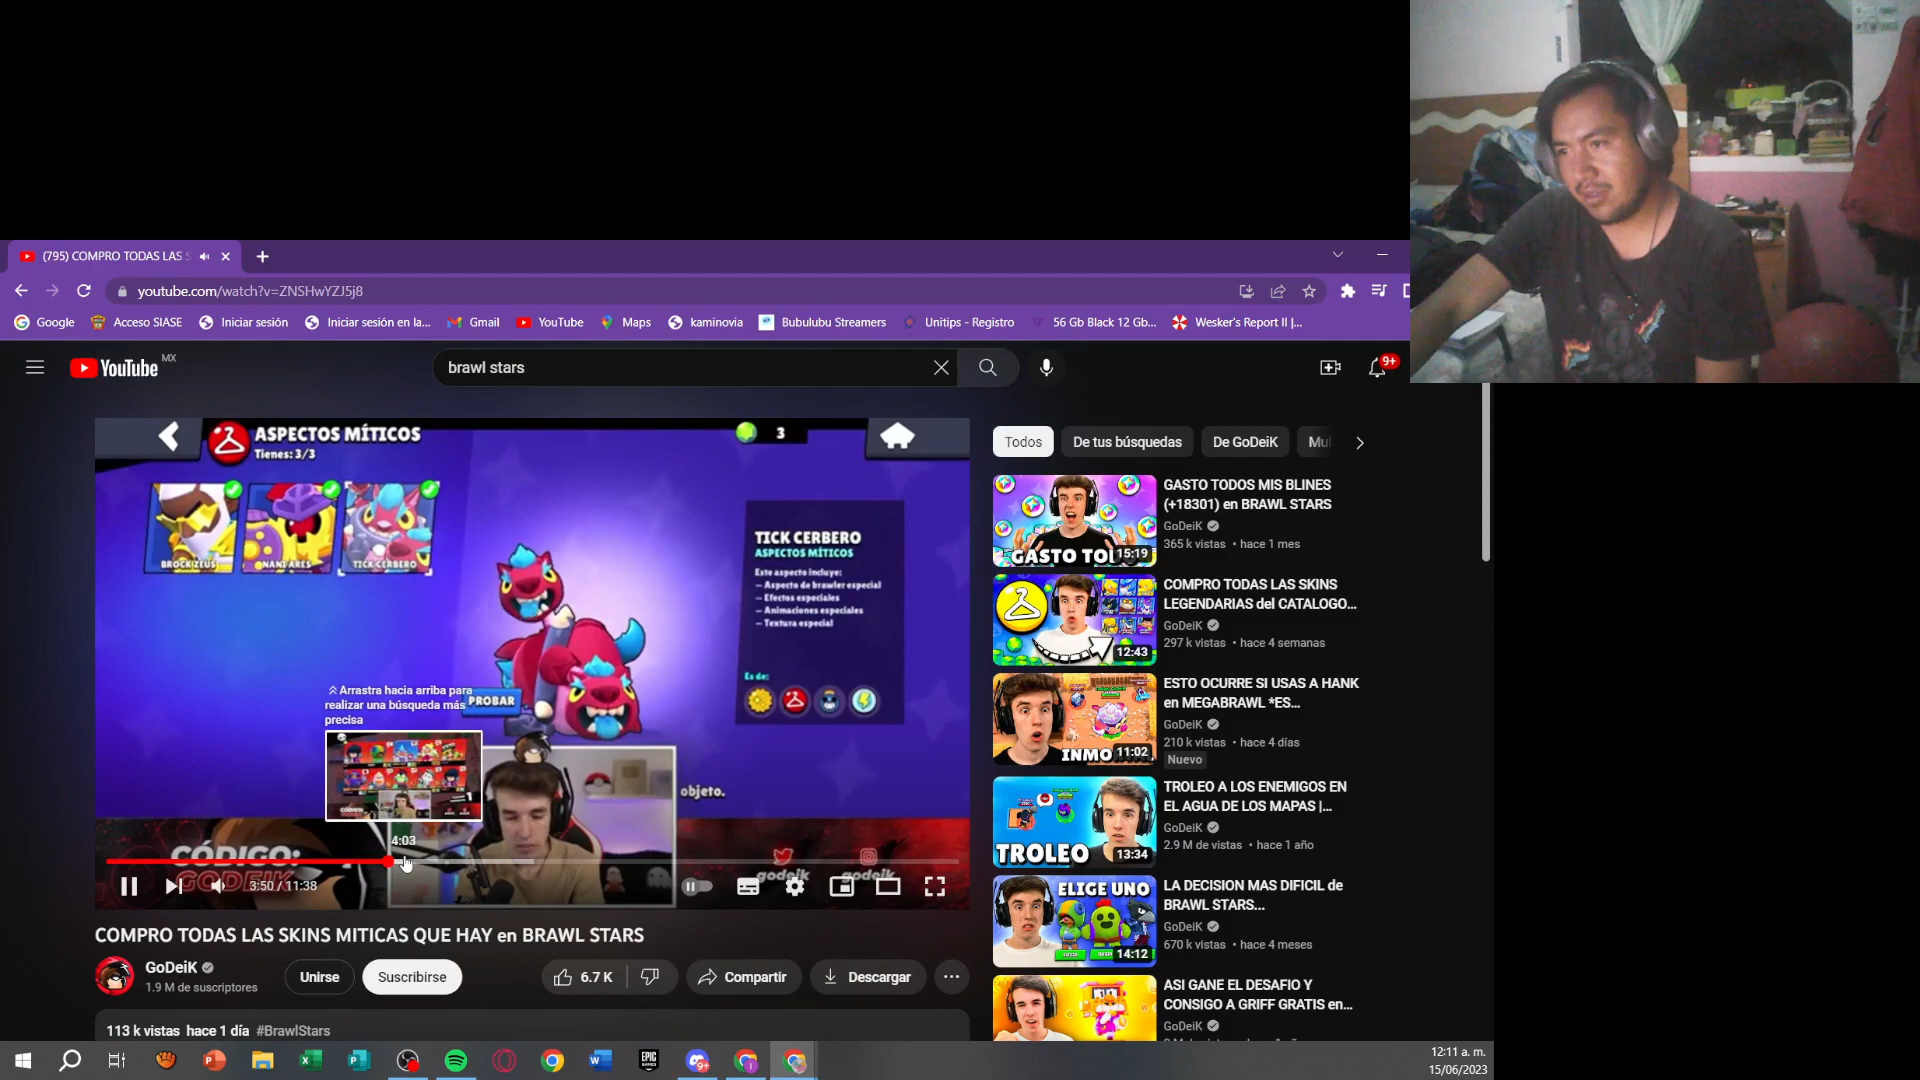 (795) COMPRO TODAS LAS S
youtube.com/watch?v=ZNSHwYZJ5j8
Google
Acceso SIASE
Iniciar sesión
Iniciar sesión en la...
Gmail
YouTube
Maps
kaminovia
Bubulubu Streamers
Unitips - Registro
56 Gb Black 12 Gb...
Wesker's Report II |...
YouTube MX
brawl stars
9+
ASPECTOS MÍTICOS
Tienes: 3/3
3
BROCKZEUS
NANI ARES
TICK CERBERO
TICK CERBERO
ASPECTOS MÍTICOS
Este aspecto incluye:
– Aspecto de brawler especial
– Efectos especiales
– Animaciones especiales
– Textura especial
Es de:
PROBAR
Arrastra hacia arriba para
realizar una búsqueda más
precisa
objeto.
4:03
CÓDIGO:
GODEIK
godeik
godeik
3:50 / 11:38
COMPRO TODAS LAS SKINS MITICAS QUE HAY en BRAWL STARS
GoDeiK
1.9 M de suscriptores
Unirse
Suscribirse
6.7 K
Compartir
Descargar
113 k vistas hace 1 día #BrawlStars
Todos
De tus búsquedas
De GoDeiK
Mul
GASTO TO
15:19
GASTO TODOS MIS BLINES
(+18301) en BRAWL STARS
GoDeiK
365 k vistas • hace 1 mes
12:43
COMPRO TODAS LAS SKINS
LEGENDARIAS del CATALOGO...
GoDeiK
297 k vistas • hace 4 semanas
INMO
11:02
ESTO OCURRE SI USAS A HANK
en MEGABRAWL *ES...
GoDeiK
210 k vistas • hace 4 días
Nuevo
TROLEO
13:34
TROLEO A LOS ENEMIGOS EN
EL AGUA DE LOS MAPAS |...
GoDeiK
2.9 M de vistas • hace 1 año
ELIGE UNO
14:12
LA DECISION MAS DIFICIL de
BRAWL STARS...
GoDeiK
670 k vistas • hace 4 meses
ASI GANE EL DESAFIO Y
CONSIGO A GRIFF GRATIS en...
GoDeiK
EPIC
9+
12:11 a. m.
15/06/2023